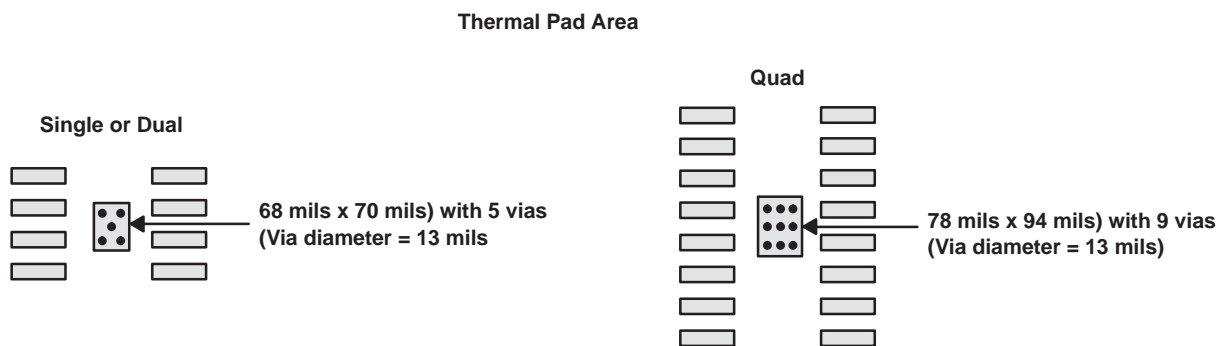 Thermal Pad Area
Single or Dual
68 mils x 70 mils) with 5 vias
(Via diameter = 13 mils
Quad
78 mils x 94 mils) with 9 vias
(Via diameter = 13 mils)